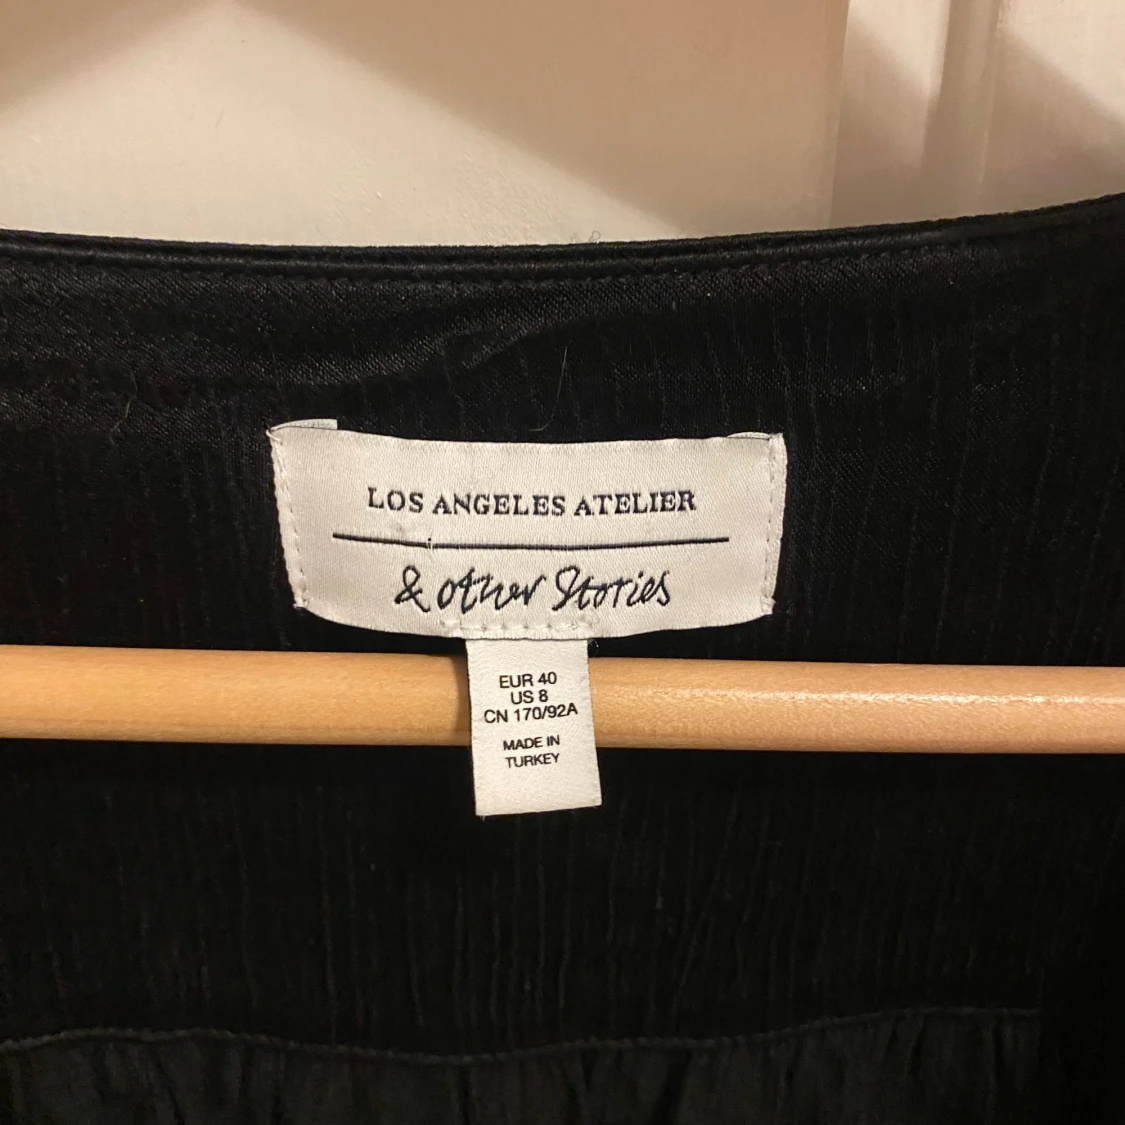 LOS ANGELES ATELIER
& other Stories
EUR 40
US 8
CN 170/92A
MADE IN
TURKEY